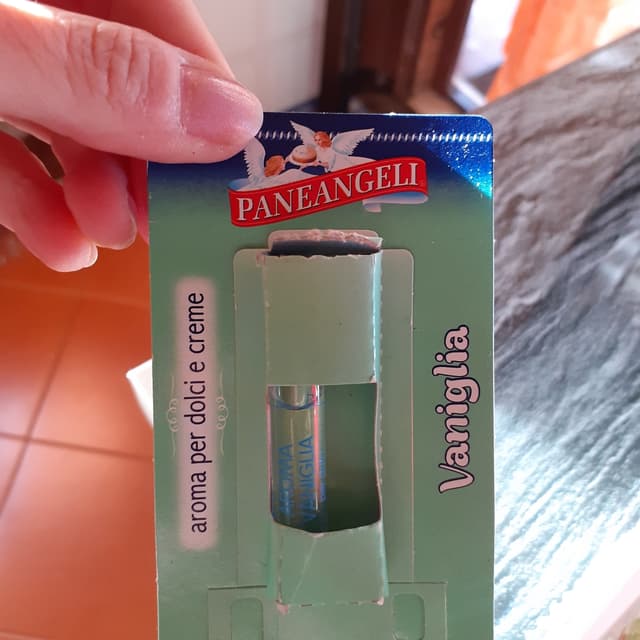 PANEANGELI
aroma per dolci e creme
AROMA
VANIGLIA
Vaniglia